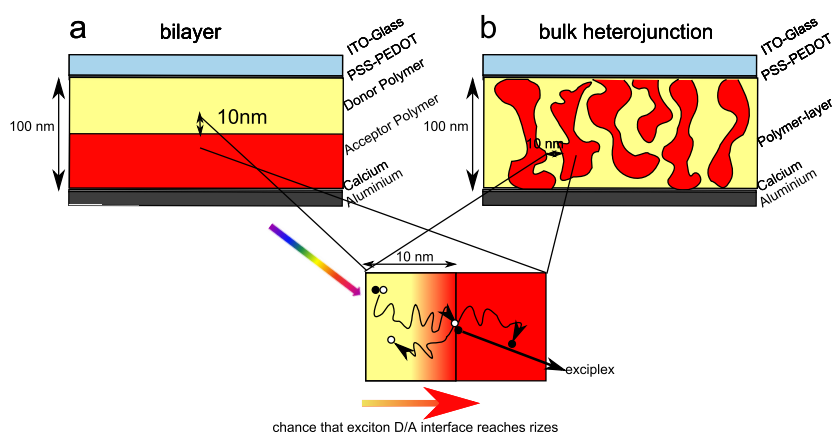 a
bilayer
ITO-Glass
PSS-PEDOT
Donor Polymer
Acceptor Polymer
Calcium
Aluminium
100 nm
10nm
b
bulk heterojunction
ITO-Glass
PSS-PEDOT
Polymer-layer
Calcium
Aluminium
100 nm
10 nm
10 nm
exciplex
chance that exciton D/A interface reaches rizes